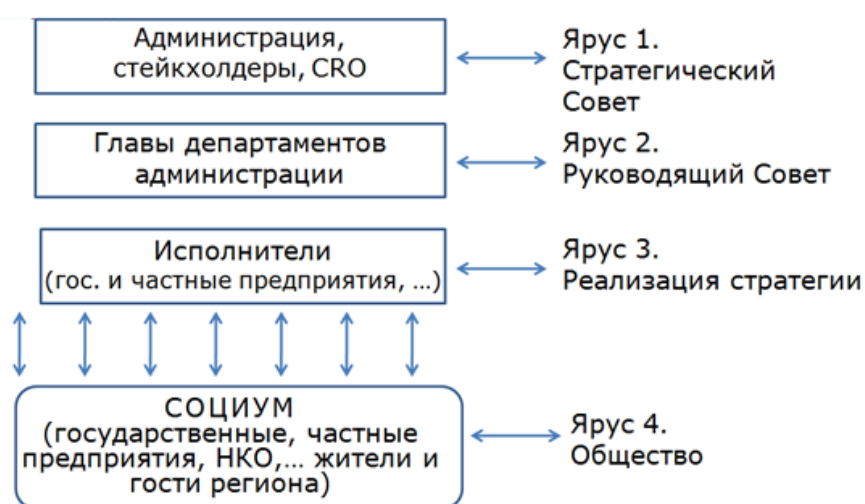 Администрация,
стейкхолдеры, CRO
Ярус 1.
Стратегический
Совет
Главы департаментов
администрации
Ярус 2.
Руководящий Совет
Исполнители
(гос. и частные предприятия, ...)
Ярус 3.
Реализация стратегии
СОЦИУМ
(государственные, частные
предприятия, НКО,... жители и
гости региона)
Ярус 4.
Общество